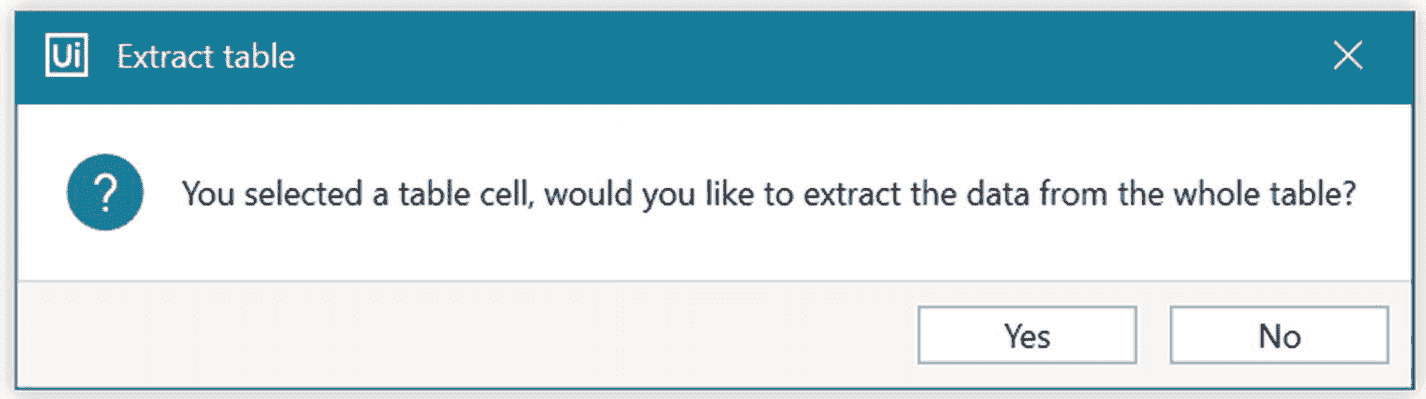 Ui Extract table
? You selected a table cell, would you like to extract the data from the whole table?
Yes No